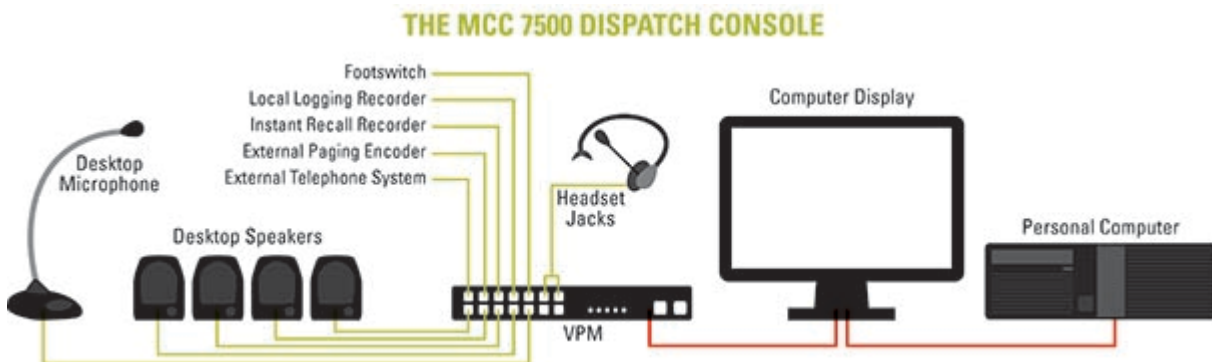 THE MCC 7500 DISPATCH CONSOLE
Footswitch
Local Logging Recorder
Instant Recall Recorder
External Paging Encoder
External Telephone System
Desktop
Microphone
Desktop Speakers
Headset
Jacks
Computer Display
Personal Computer
VPM